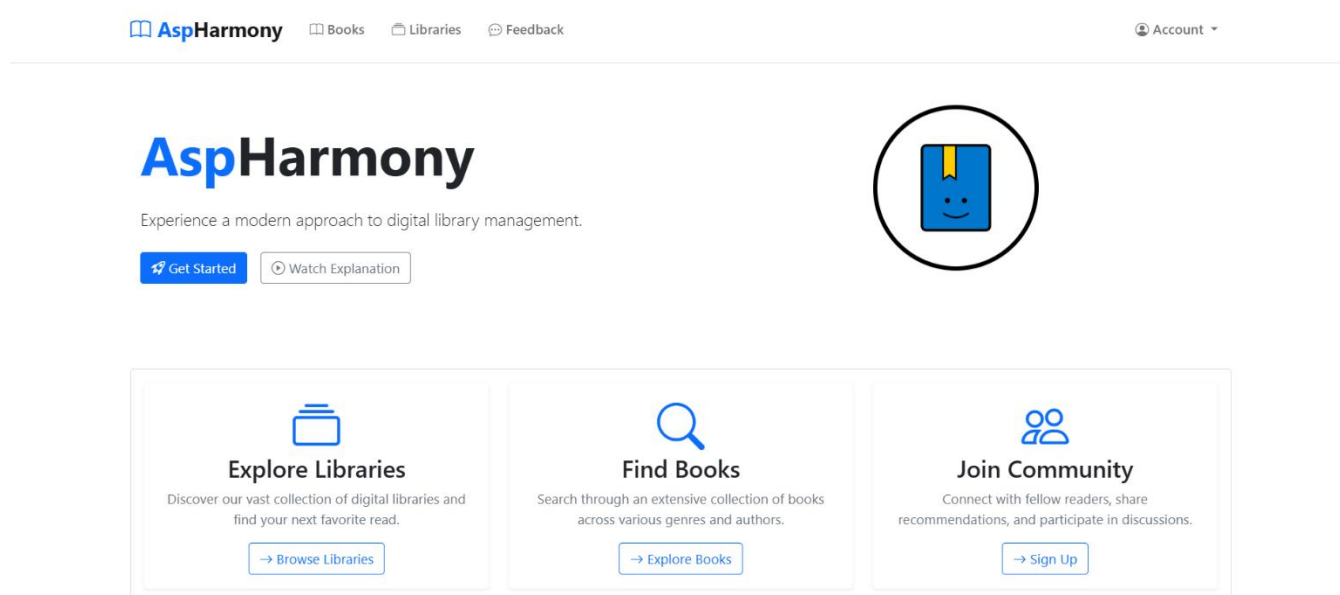 AspHarmony Books Libraries Feedback Account
AspHarmony
Experience a modern approach to digital library management.
Get Started Watch Explanation
Explore Libraries
Discover our vast collection of digital libraries and
find your next favorite read.
→ Browse Libraries
Find Books
Search through an extensive collection of books
across various genres and authors.
→ Explore Books
Join Community
Connect with fellow readers, share
recommendations, and participate in discussions.
→ Sign Up